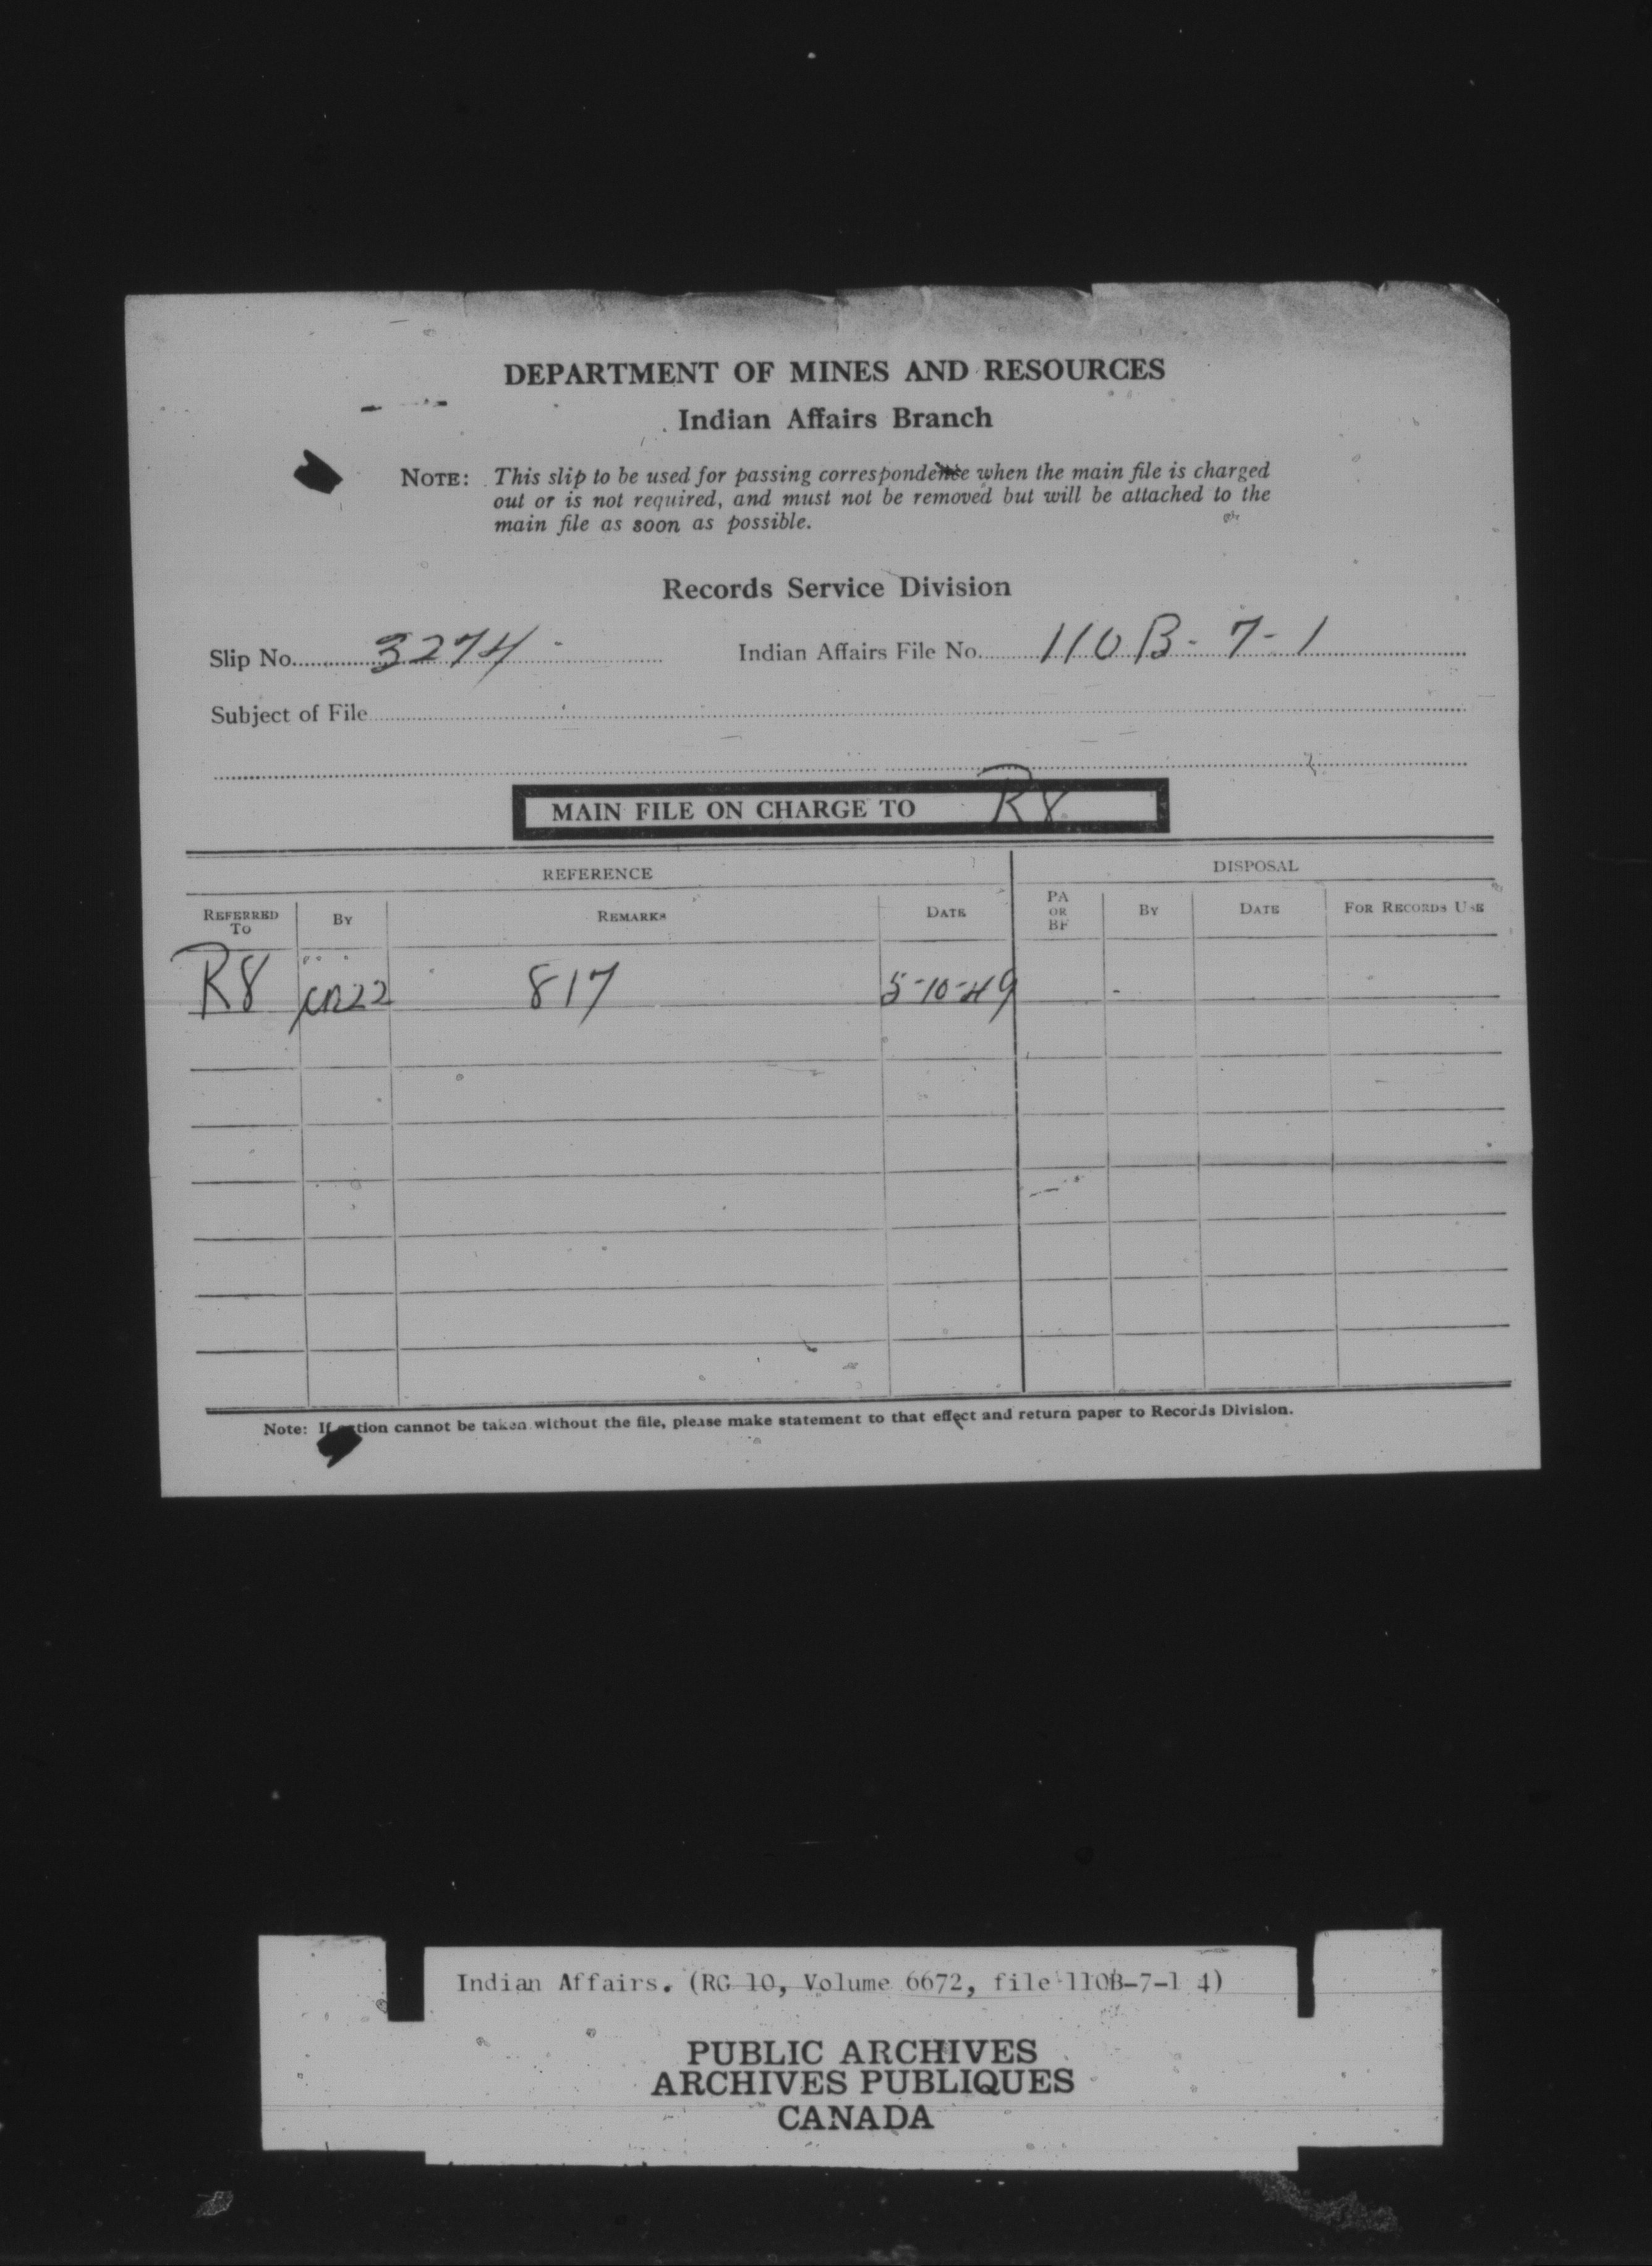 DEPARTMENT OF MINES AND RESOURCES
Indian Affairs Branch
NOTE: This slip to be used for passing correspondence when the main file is charged
out or is not required, and must not be removed but will be attached to the
main file as soon as possible.
Records Service Division
Slip No. 3274 Indian Affairs File No. 110B-7-1
Subject of File
MAIN FILE ON CHARGE TO R8
REFERENCE DISPOSAL
REFERRED TO BY REMARKS DATE PA OR BF BY DATE FOR RECORDS USE
R8 817 5-10-49
Note: If action cannot be taken without the file, please make statement to that effect and return paper to Records Division.
Indian Affairs. (RG 10, Volume 6672, file 110B-7-1 4)
PUBLIC ARCHIVES
ARCHIVES PUBLIQUES
CANADA